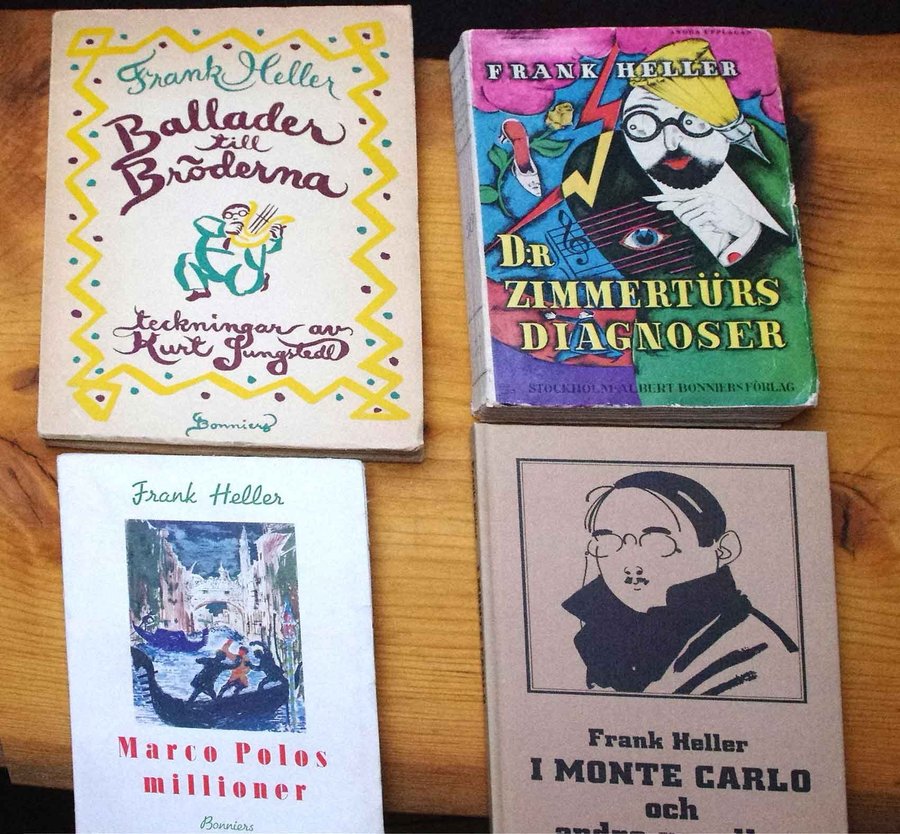 Frank Heller
Ballader
till
Bröderna
teckningar av
Kurt Jungstedt
Bonniers
ANDRA UPPLAGAN
FRANK HELLER
D:R
ZIMMERTÜRS
DIAGNOSER
STOCKHOLM·ALBERT BONNIERS FÖRLAG
Frank Heller
Marco Polos
millioner
Bonniers
Frank Heller
I MONTE CARLO
och
andra